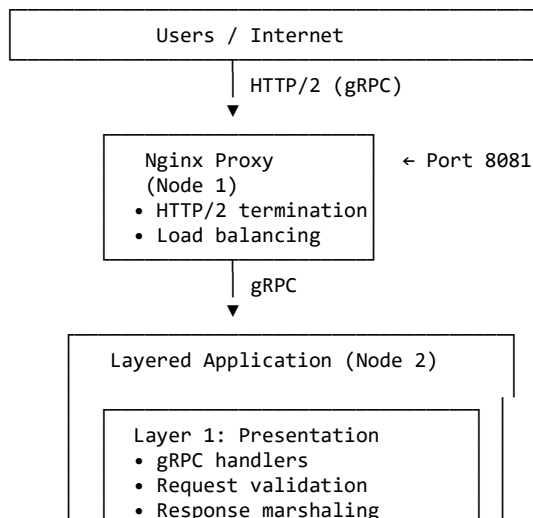 Users / Internet
HTTP/2 (gRPC)
Nginx Proxy ← Port 8081
(Node 1)
• HTTP/2 termination
• Load balancing
gRPC
Layered Application (Node 2)
Layer 1: Presentation
• gRPC handlers
• Request validation
• Response marshaling